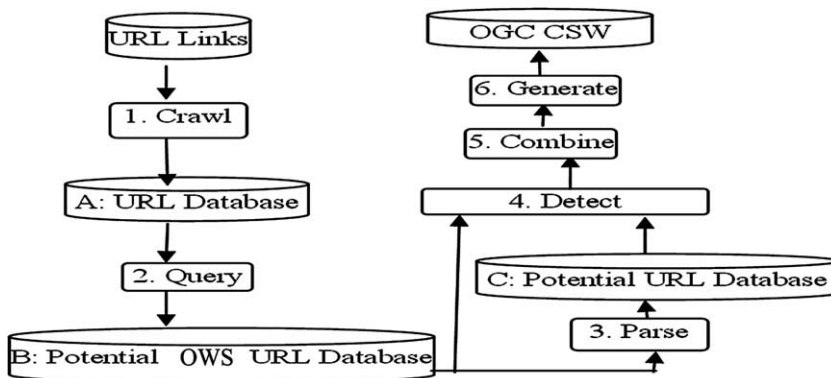 URL Links
1. Crawl
A: URL Database
2. Query
B: Potential OWS URL Database
3. Parse
C: Potential URL Database
4. Detect
5. Combine
6. Generate
OGC CSW